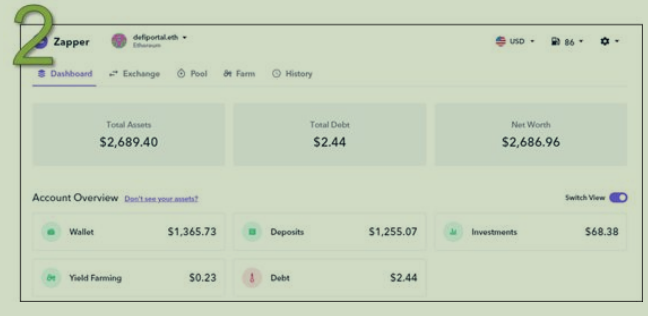 2
Zapper
defiportal.eth
Ethereum
USD
86
Dashboard
Exchange
Pool
Farm
History
Total Assets
$2,689.40
Total Debt
$2.44
Net Worth
$2,686.96
Account Overview Don't see your assets?
Switch View
Wallet $1,365.73
Deposits $1,255.07
Investments $68.38
Yield Farming $0.23
Debt $2.44